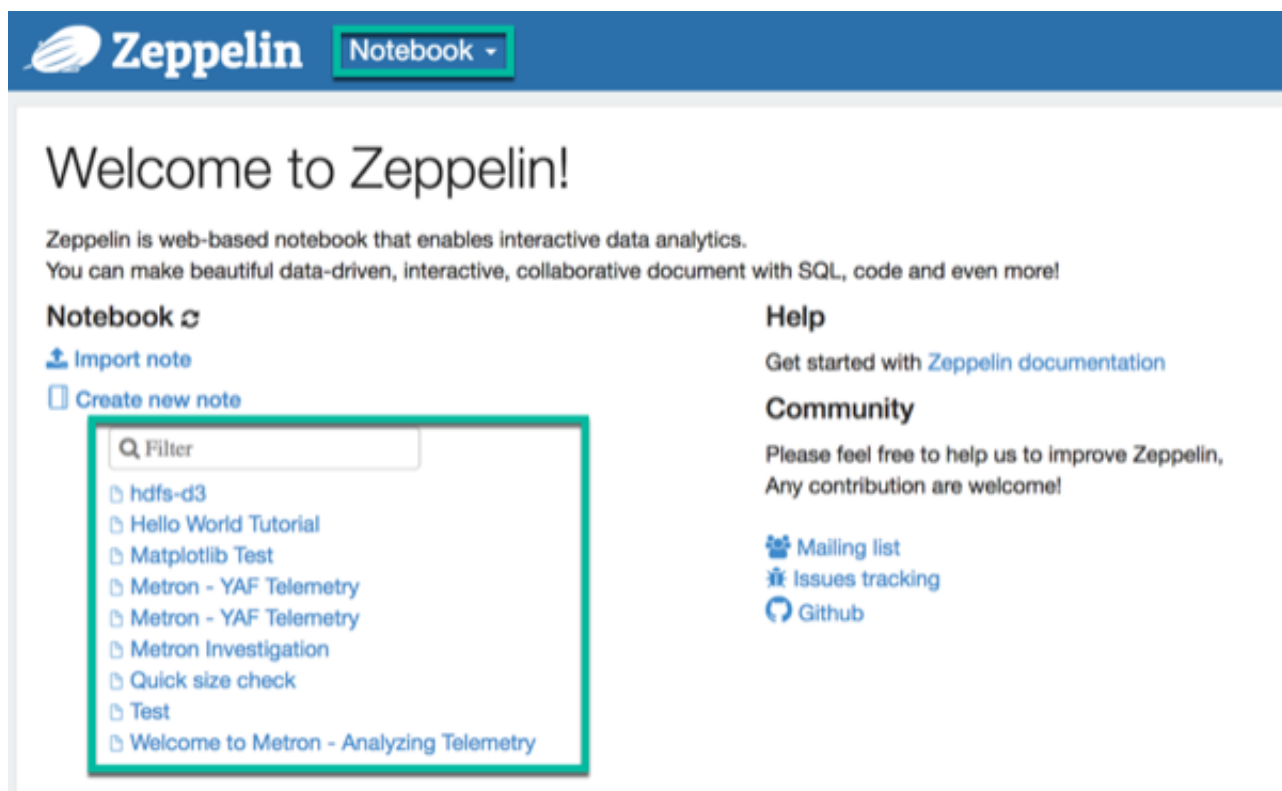 Zeppelin Notebook
Welcome to Zeppelin!
Zeppelin is web-based notebook that enables interactive data analytics.
You can make beautiful data-driven, interactive, collaborative document with SQL, code and even more!
Notebook
Import note
Create new note
Filter
hdfs-d3
Hello World Tutorial
Matplotlib Test
Metron - YAF Telemetry
Metron - YAF Telemetry
Metron Investigation
Quick size check
Test
Welcome to Metron - Analyzing Telemetry
Help
Get started with Zeppelin documentation
Community
Please feel free to help us to improve Zeppelin,
Any contribution are welcome!
Mailing list
Issues tracking
Github